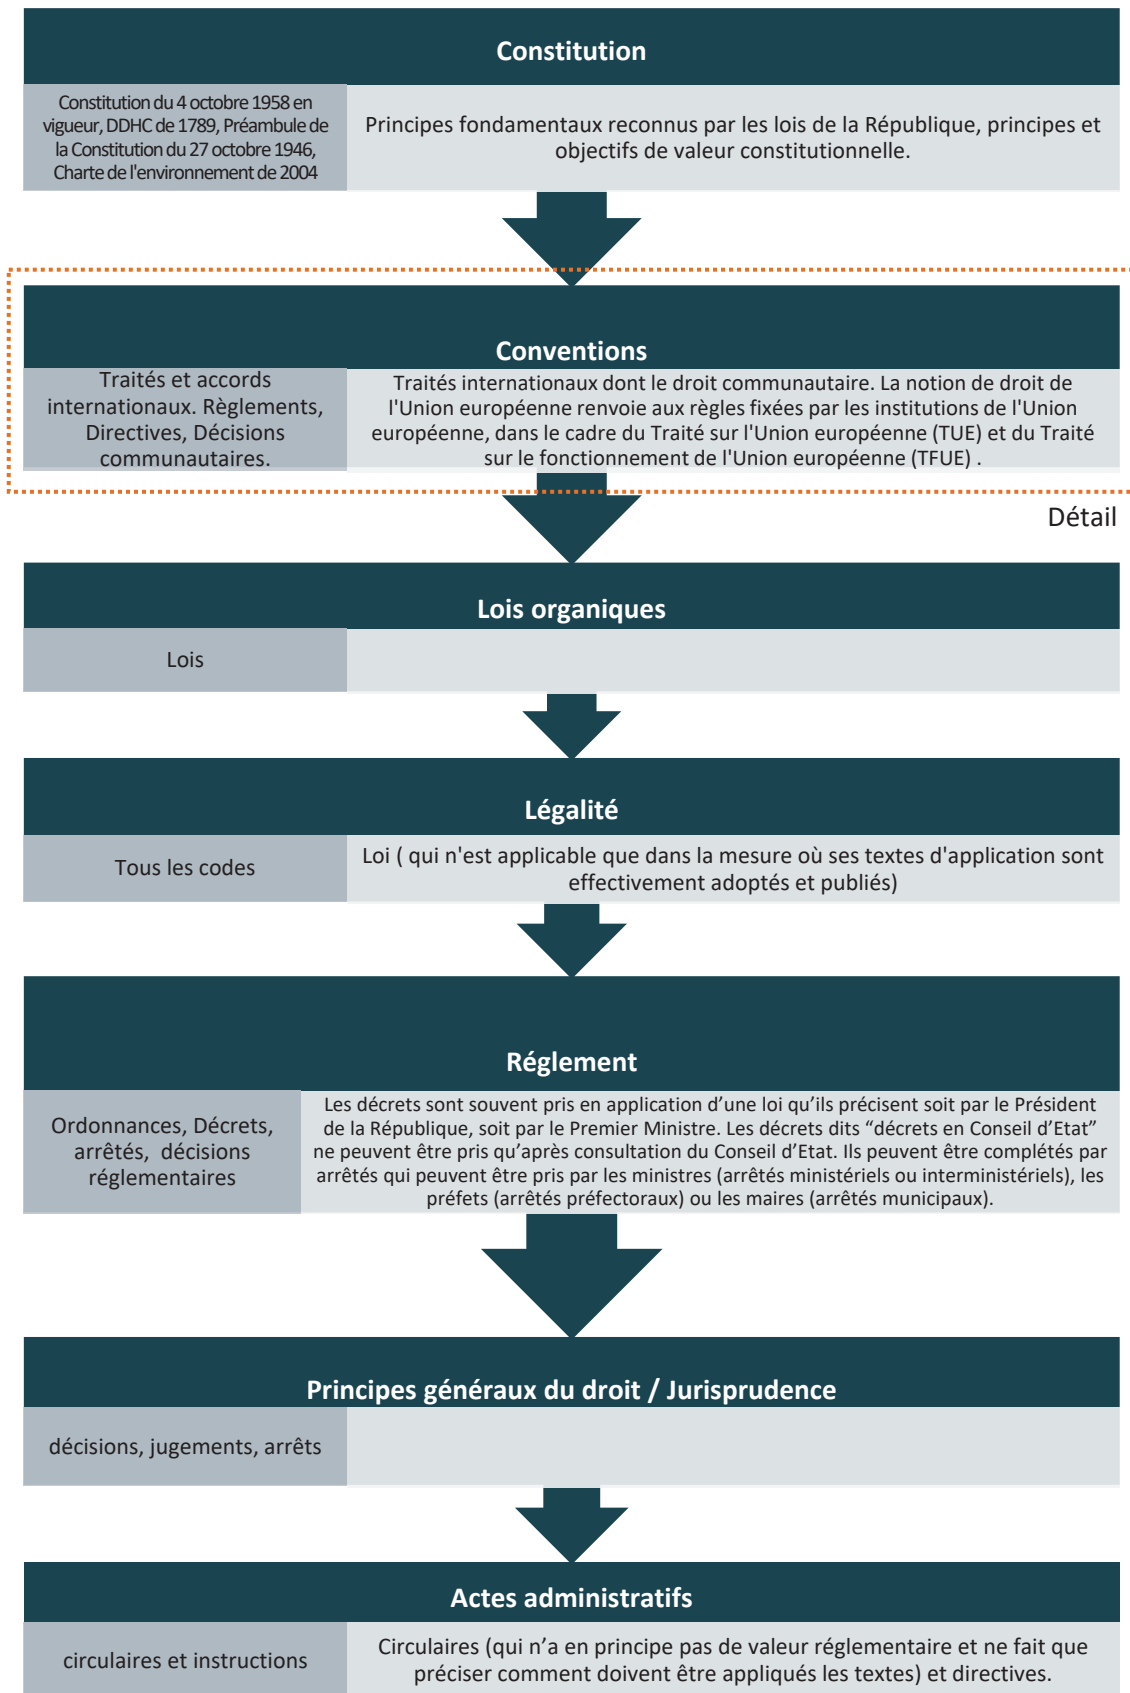 Constitution
Constitution du 4 octobre 1958 en
vigueur, DDHC de 1789, Préambule de
la Constitution du 27 octobre 1946,
Charte de l'environnement de 2004
Principes fondamentaux reconnus par les lois de la République, principes et
objectifs de valeur constitutionnelle.
Conventions
Traités et accords
internationaux. Règlements,
Directives, Décisions
communautaires.
Traités internationaux dont le droit communautaire. La notion de droit de
l'Union européenne renvoie aux règles fixées par les institutions de l'Union
européenne, dans le cadre du Traité sur l'Union européenne (TUE) et du Traité
sur le fonctionnement de l'Union européenne (TFUE) .
Détail
Lois organiques
Lois
Légalité
Tous les codes
Loi ( qui n'est applicable que dans la mesure où ses textes d'application sont
effectivement adoptés et publiés)
Réglement
Ordonnances, Décrets,
arrêtés, décisions
réglementaires
Les décrets sont souvent pris en application d’une loi qu’ils précisent soit par le Président
de la République, soit par le Premier Ministre. Les décrets dits “décrets en Conseil d’Etat”
ne peuvent être pris qu’après consultation du Conseil d’Etat. Ils peuvent être complétés par
arrêtés qui peuvent être pris par les ministres (arrêtés ministériels ou interministériels), les
préfets (arrêtés préfectoraux) ou les maires (arrêtés municipaux).
Principes généraux du droit / Jurisprudence
décisions, jugements, arrêts
Actes administratifs
circulaires et instructions
Circulaires (qui n’a en principe pas de valeur réglementaire et ne fait que
préciser comment doivent être appliqués les textes) et directives.